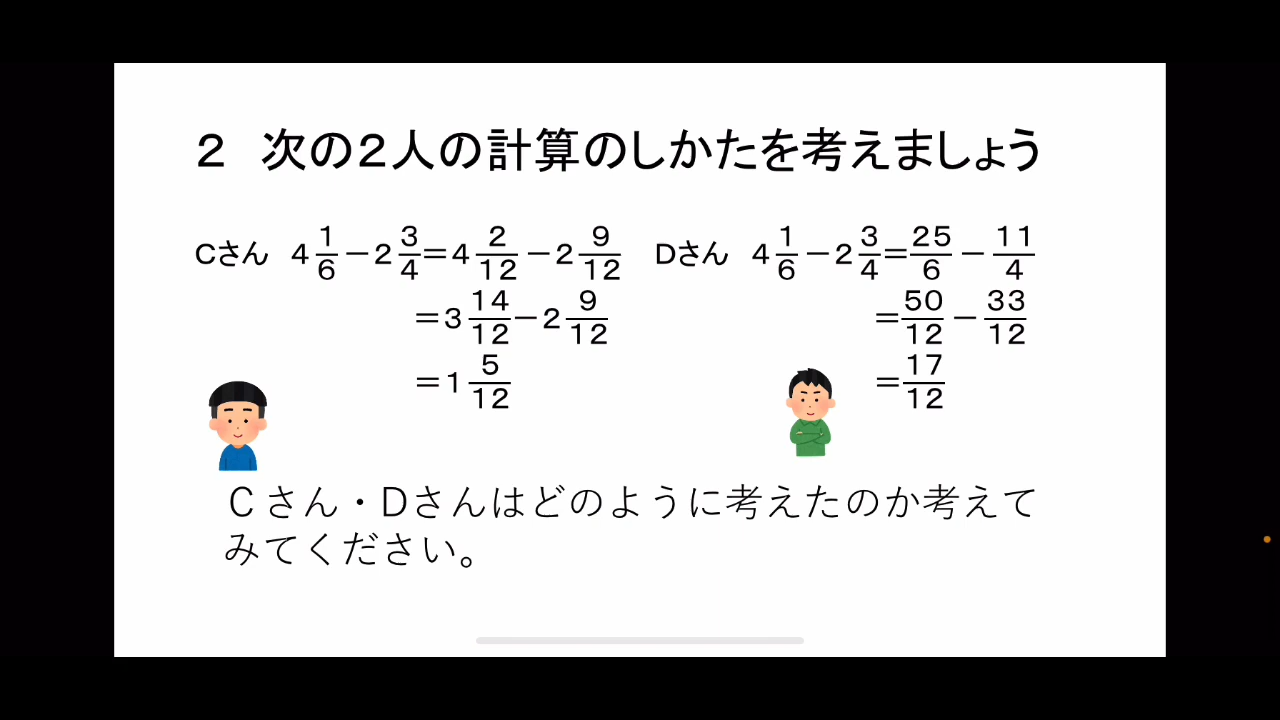 ２　次の２人の計算のしかたを考えましょう
Cさん 4 1/6－2 3/4＝4 2/12－2 9/12
＝3 14/12－2 9/12
＝1 5/12
Dさん 4 1/6－2 3/4＝25/6－11/4
＝50/12－33/12
＝17/12
Ｃさん・Ｄさんはどのように考えたのか考えて
みてください。